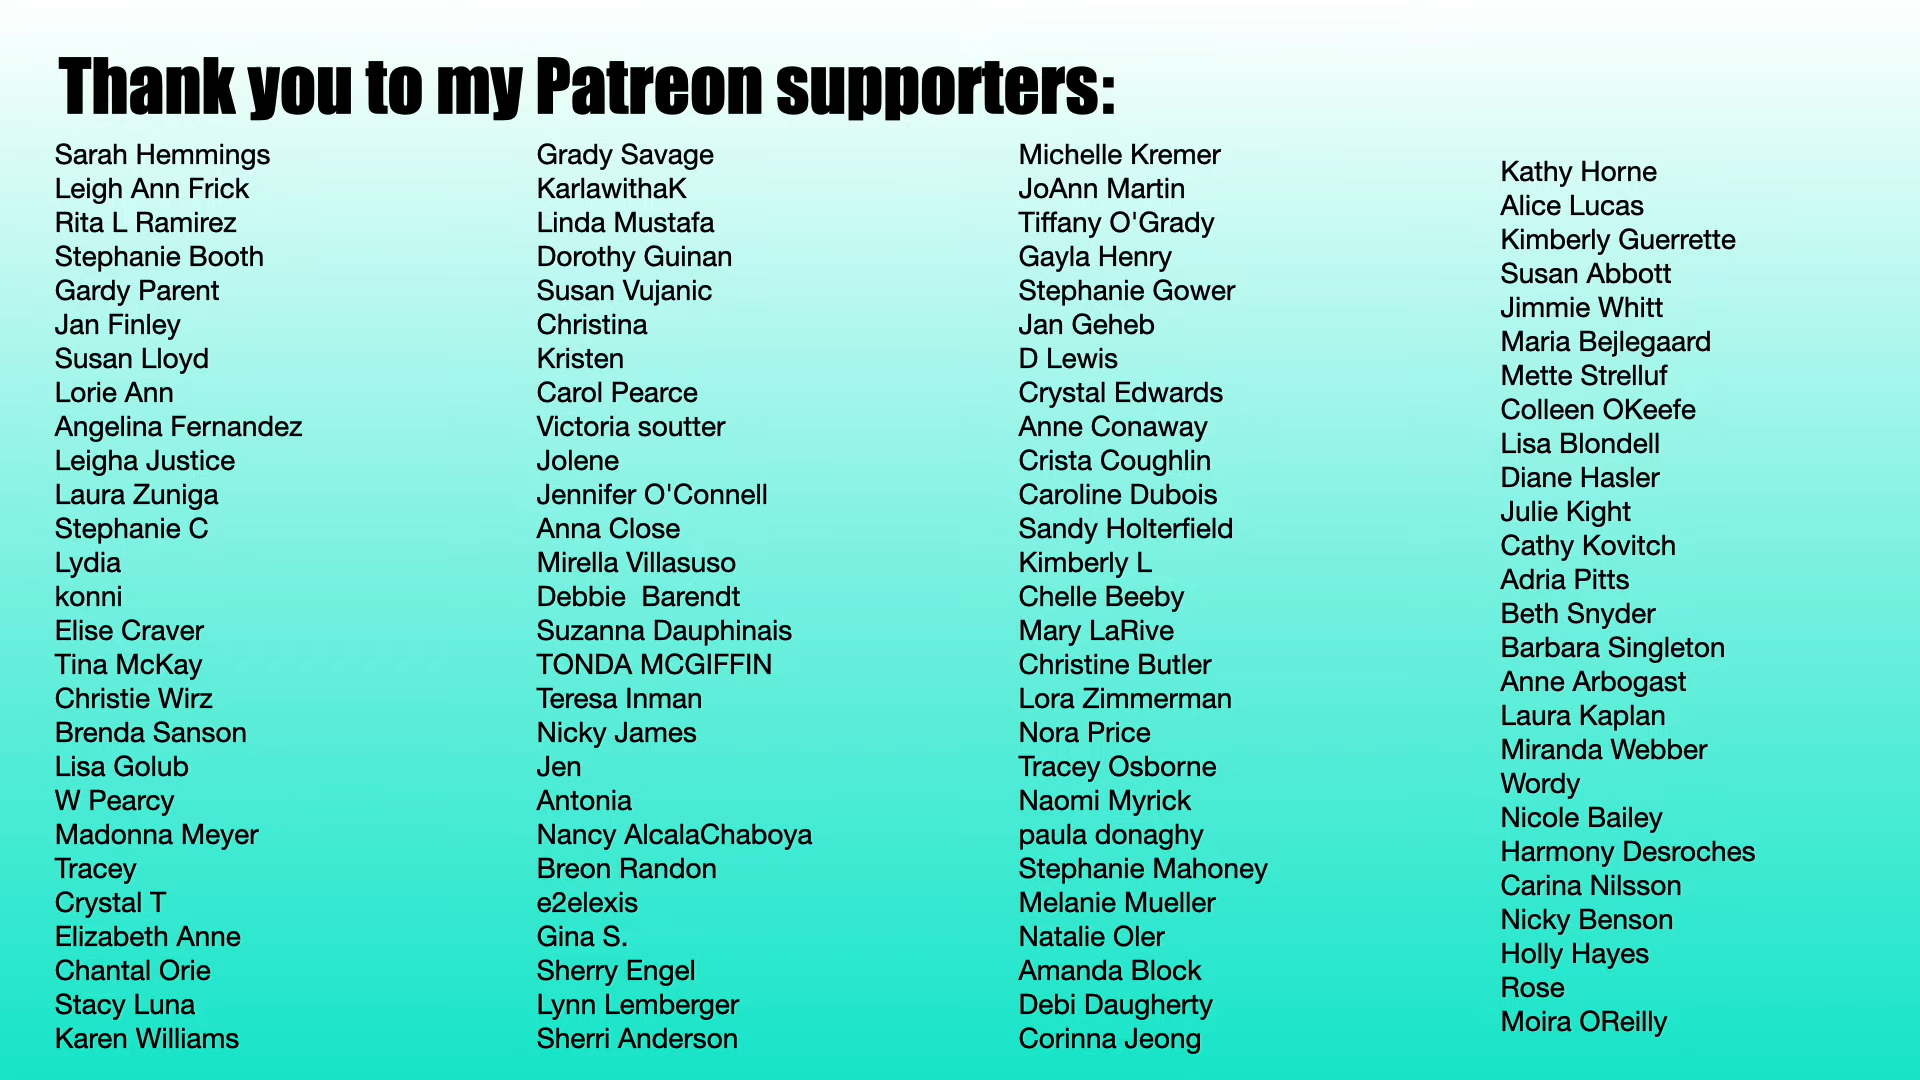 Thank you to my Patreon supporters:
Sarah Hemmings
Leigh Ann Frick
Rita L Ramirez
Stephanie Booth
Gardy Parent
Jan Finley
Susan Lloyd
Lorie Ann
Angelina Fernandez
Leigha Justice
Laura Zuniga
Stephanie C
Lydia
konni
Elise Craver
Tina McKay
Christie Wirz
Brenda Sanson
Lisa Golub
W Pearcy
Madonna Meyer
Tracey
Crystal T
Elizabeth Anne
Chantal Orie
Stacy Luna
Karen Williams
Grady Savage
KarlawithaK
Linda Mustafa
Dorothy Guinan
Susan Vujanic
Christina
Kristen
Carol Pearce
Victoria soutter
Jolene
Jennifer O'Connell
Anna Close
Mirella Villasuso
Debbie  Barendt
Suzanna Dauphinais
TONDA MCGIFFIN
Teresa Inman
Nicky James
Jen
Antonia
Nancy AlcalaChaboya
Breon Randon
e2elexis
Gina S.
Sherry Engel
Lynn Lemberger
Sherri Anderson
Michelle Kremer
JoAnn Martin
Tiffany O'Grady
Gayla Henry
Stephanie Gower
Jan Geheb
D Lewis
Crystal Edwards
Anne Conaway
Crista Coughlin
Caroline Dubois
Sandy Holterfield
Kimberly L
Chelle Beeby
Mary LaRive
Christine Butler
Lora Zimmerman
Nora Price
Tracey Osborne
Naomi Myrick
paula donaghy
Stephanie Mahoney
Melanie Mueller
Natalie Oler
Amanda Block
Debi Daugherty
Corinna Jeong
Kathy Horne
Alice Lucas
Kimberly Guerrette
Susan Abbott
Jimmie Whitt
Maria Bejlegaard
Mette Strelluf
Colleen OKeefe
Lisa Blondell
Diane Hasler
Julie Kight
Cathy Kovitch
Adria Pitts
Beth Snyder
Barbara Singleton
Anne Arbogast
Laura Kaplan
Miranda Webber
Wordy
Nicole Bailey
Harmony Desroches
Carina Nilsson
Nicky Benson
Holly Hayes
Rose
Moira OReilly